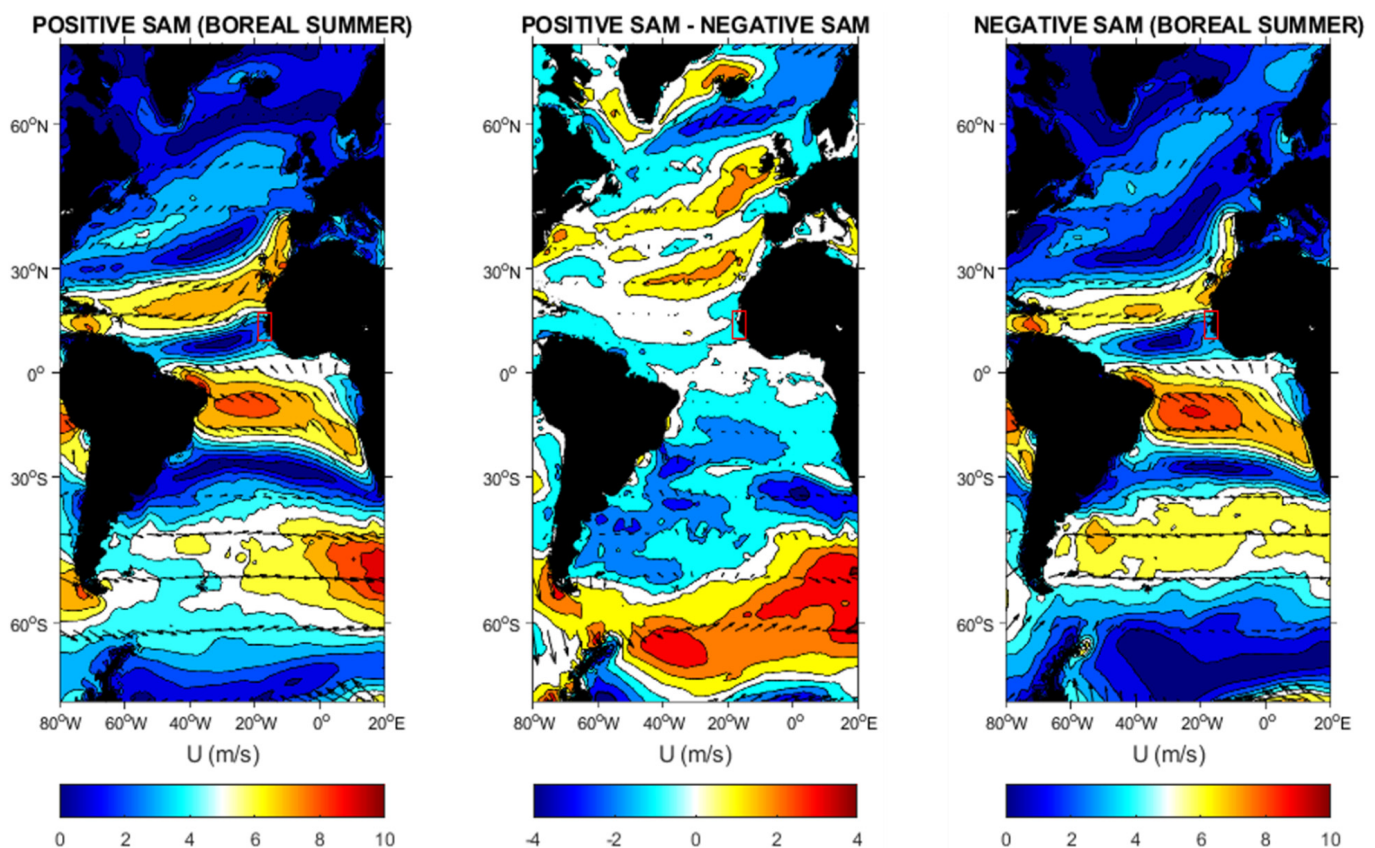 POSITIVE SAM (BOREAL SUMMER)
60°N
30°N
0°
30°S
60°S
80°W 60°W 40°W 20°W 0° 20°E
U (m/s)
0 2 4 6 8 10
POSITIVE SAM - NEGATIVE SAM
60°N
30°N
0°
30°S
60°S
80°W 60°W 40°W 20°W 0° 20°E
U (m/s)
-4 -2 0 2 4
NEGATIVE SAM (BOREAL SUMMER)
60°N
30°N
0°
30°S
60°S
80°W 60°W 40°W 20°W 0° 20°E
U (m/s)
0 2 4 6 8 10